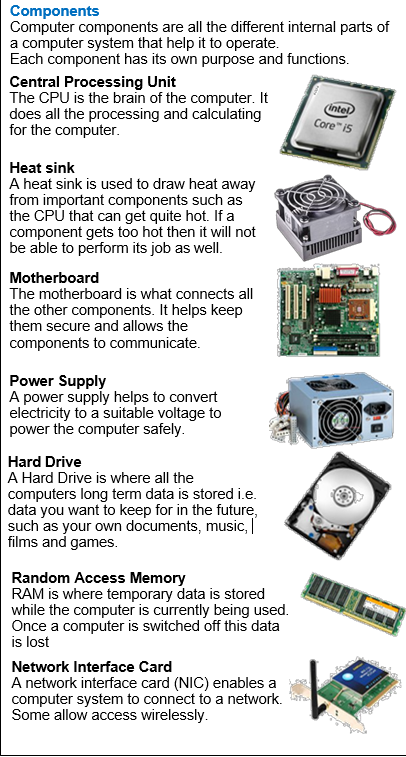 Components
Computer components are all the different internal parts of
a computer system that help it to operate.
Each component has its own purpose and functions.
Central Processing Unit
The CPU is the brain of the computer. It
does all the processing and calculating
for the computer.
intel
Core™ i5
Heat sink
A heat sink is used to draw heat away
from important components such as
the CPU that can get quite hot. If a
component gets too hot then it will not
be able to perform its job as well.
Motherboard
The motherboard is what connects all
the other components. It helps keep
them secure and allows the
components to communicate.
Power Supply
A power supply helps to convert
electricity to a suitable voltage to
power the computer safely.
Hard Drive
A Hard Drive is where all the
computers long term data is stored i.e.
data you want to keep for in the future,
such as your own documents, music,
films and games.
Random Access Memory
RAM is where temporary data is stored
while the computer is currently being used.
Once a computer is switched off this data
is lost
Network Interface Card
A network interface card (NIC) enables a
computer system to connect to a network.
Some allow access wirelessly.